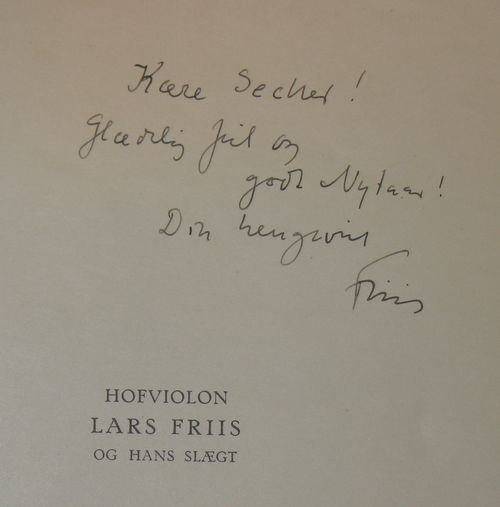 Kære Secher!
Glædelig jul og
godt Nytaar!
Din hengivne
Friis
HOFVIOLON
LARS FRIIS
OG HANS SLÆGT